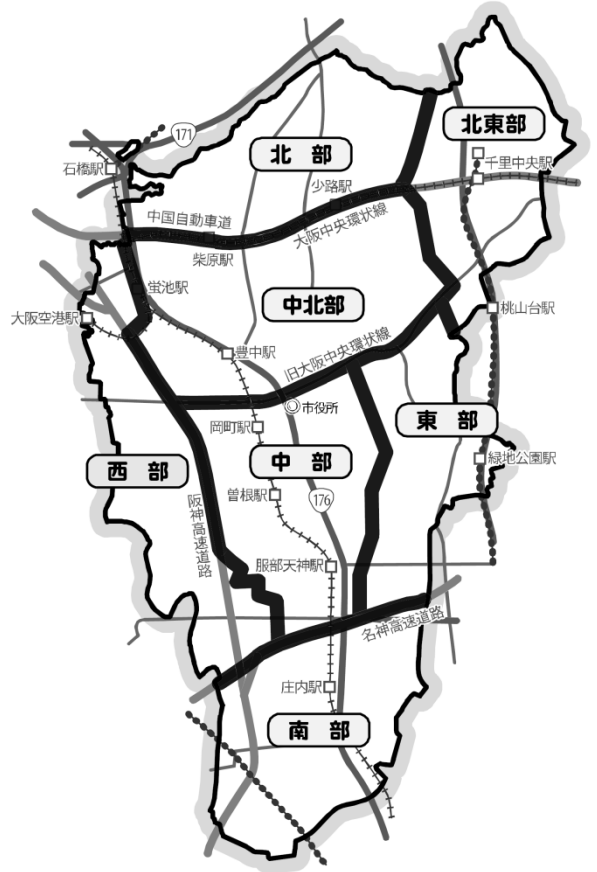 北東部
171
北 部
石橋駅
千里中央駅
少路駅
中国自動車道
大阪中央環状線
柴原駅
蛍池駅
中北部
大阪空港駅
桃山台駅
豊中駅
旧大阪中央環状線
市役所
東 部
岡町駅
西 部
中 部
緑地公園駅
曽根駅
176
阪神高速道路
服部天神駅
名神高速道路
庄内駅
南 部